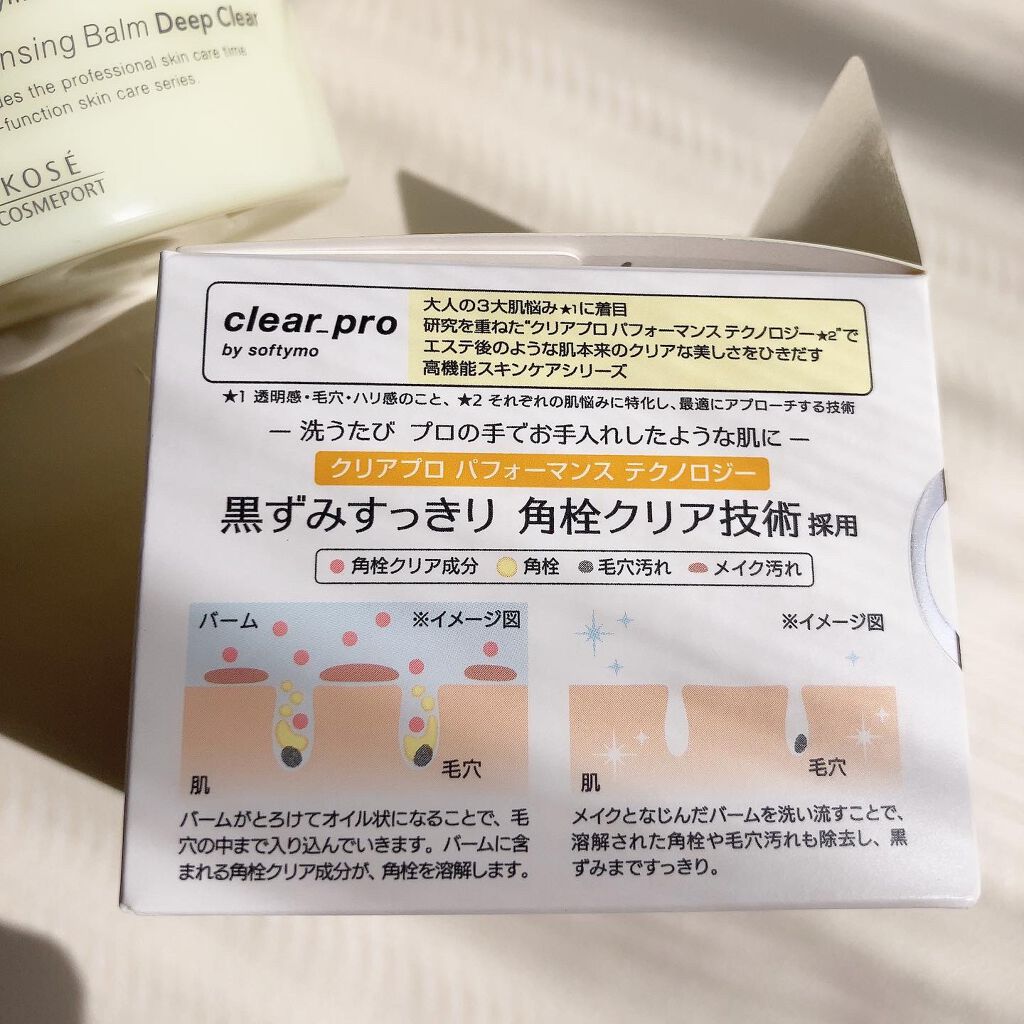 nsing Balm Deep Clear
des the professional skin care time
-function skin care series.
KOSÉ
COSMEPORT
clear_pro
by softymo
大人の3大肌悩み★1に着目
研究を重ねた"クリアプロ パフォーマンス テクノロジー★2"で
エステ後のような肌本来のクリアな美しさをひきだす
高機能スキンケアシリーズ
★1 透明感・毛穴・ハリ感のこと、★2 それぞれの肌悩みに特化し、最適にアプローチする技術
― 洗うたび プロの手でお手入れしたような肌に ―
クリアプロ パフォーマンス テクノロジー
黒ずみすっきり 角栓クリア技術 採用
角栓クリア成分 角栓 毛穴汚れ メイク汚れ
バーム ※イメージ図
毛穴
肌
バームがとろけてオイル状になることで、毛
穴の中まで入り込んでいきます。バームに含
まれる角栓クリア成分が、角栓を溶解します。
※イメージ図
毛穴
肌
メイクとなじんだバームを洗い流すことで、
溶解された角栓や毛穴汚れも除去し、黒
ずみまですっきり。